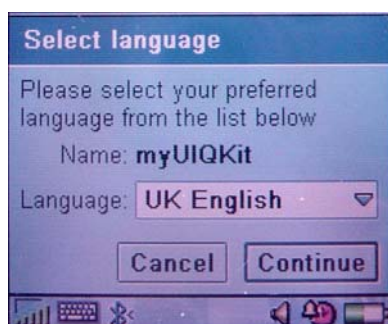 Select language
Please select your preferred
language from the list below
Name: myUIQKit
Language: UK English
Cancel Continue